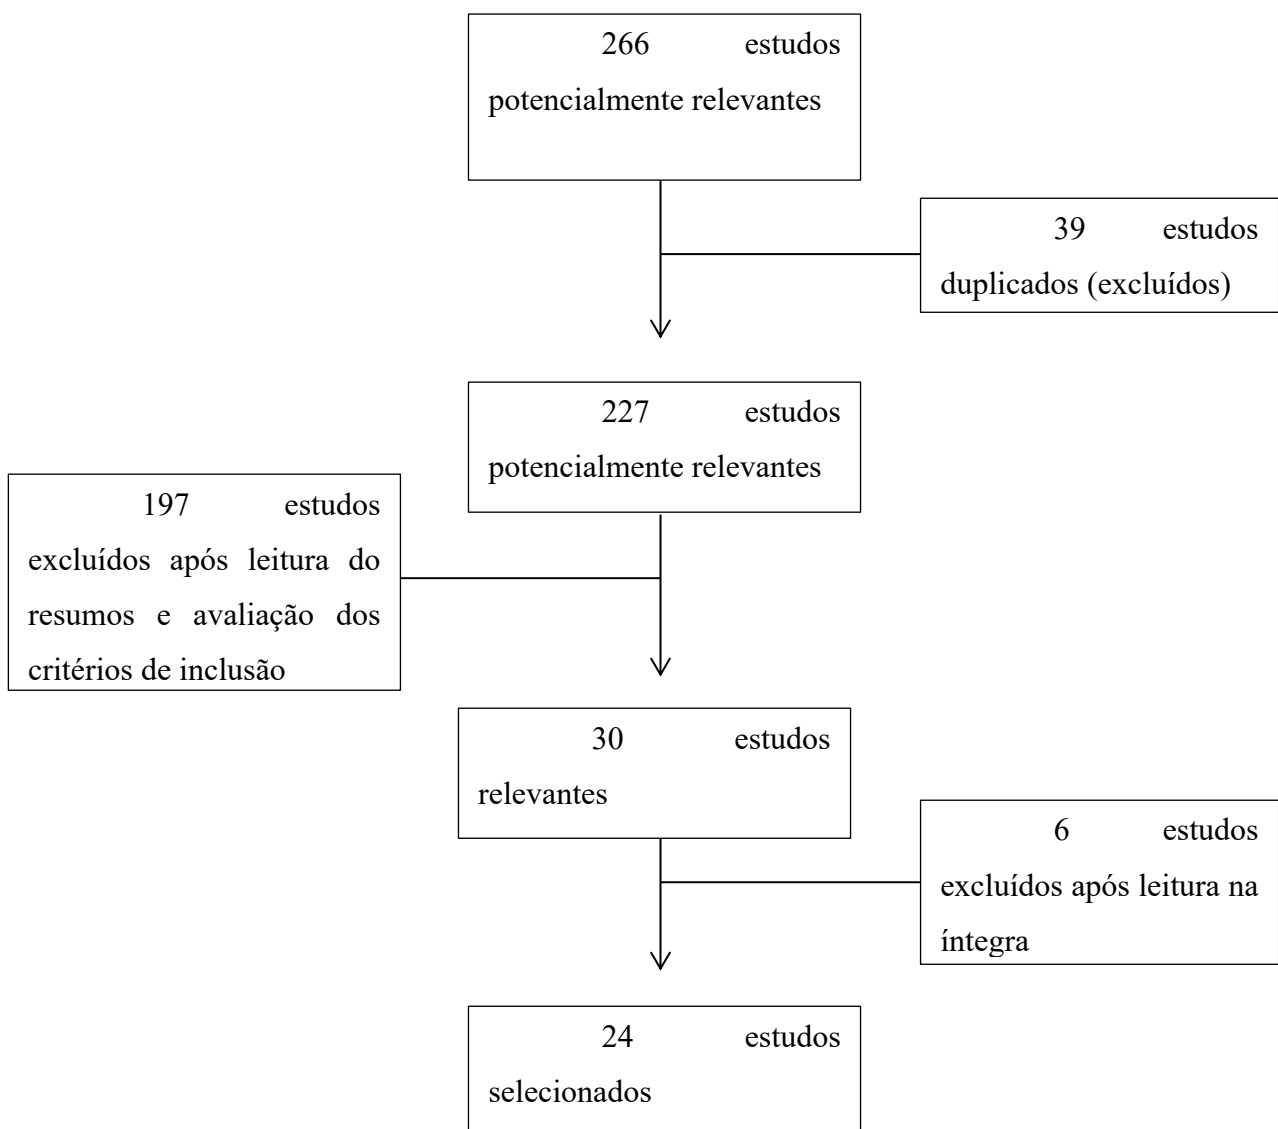 266 estudos
potencialmente relevantes
39 estudos
duplicados (excluídos)
227 estudos
potencialmente relevantes
197 estudos
excluídos após leitura do
resumos e avaliação dos
critérios de inclusão
30 estudos
relevantes
6 estudos
excluídos após leitura na
íntegra
24 estudos
selecionados